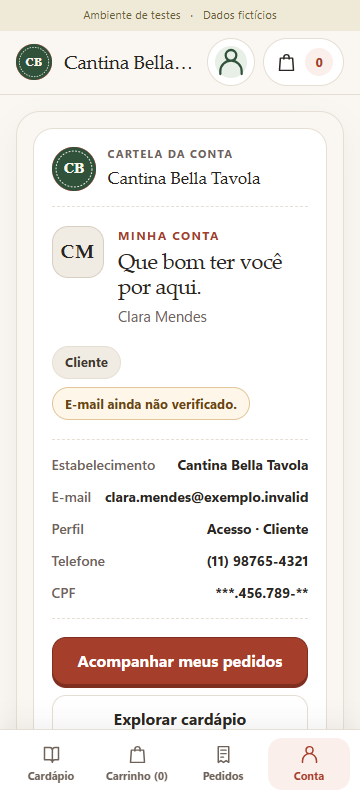 Ambiente de testes · Dados fictícios
CB Cantina Bella... 0
CB CARTELA DA CONTA
Cantina Bella Tavola
CM MINHA CONTA
Que bom ter você
por aqui.
Clara Mendes
Cliente
E-mail ainda não verificado.
Estabelecimento Cantina Bella Tavola
E-mail clara.mendes@exemplo.invalid
Perfil Acesso · Cliente
Telefone (11) 98765-4321
CPF ***.456.789-**
Acompanhar meus pedidos
Explorar cardápio
Cardápio Carrinho (0) Pedidos Conta